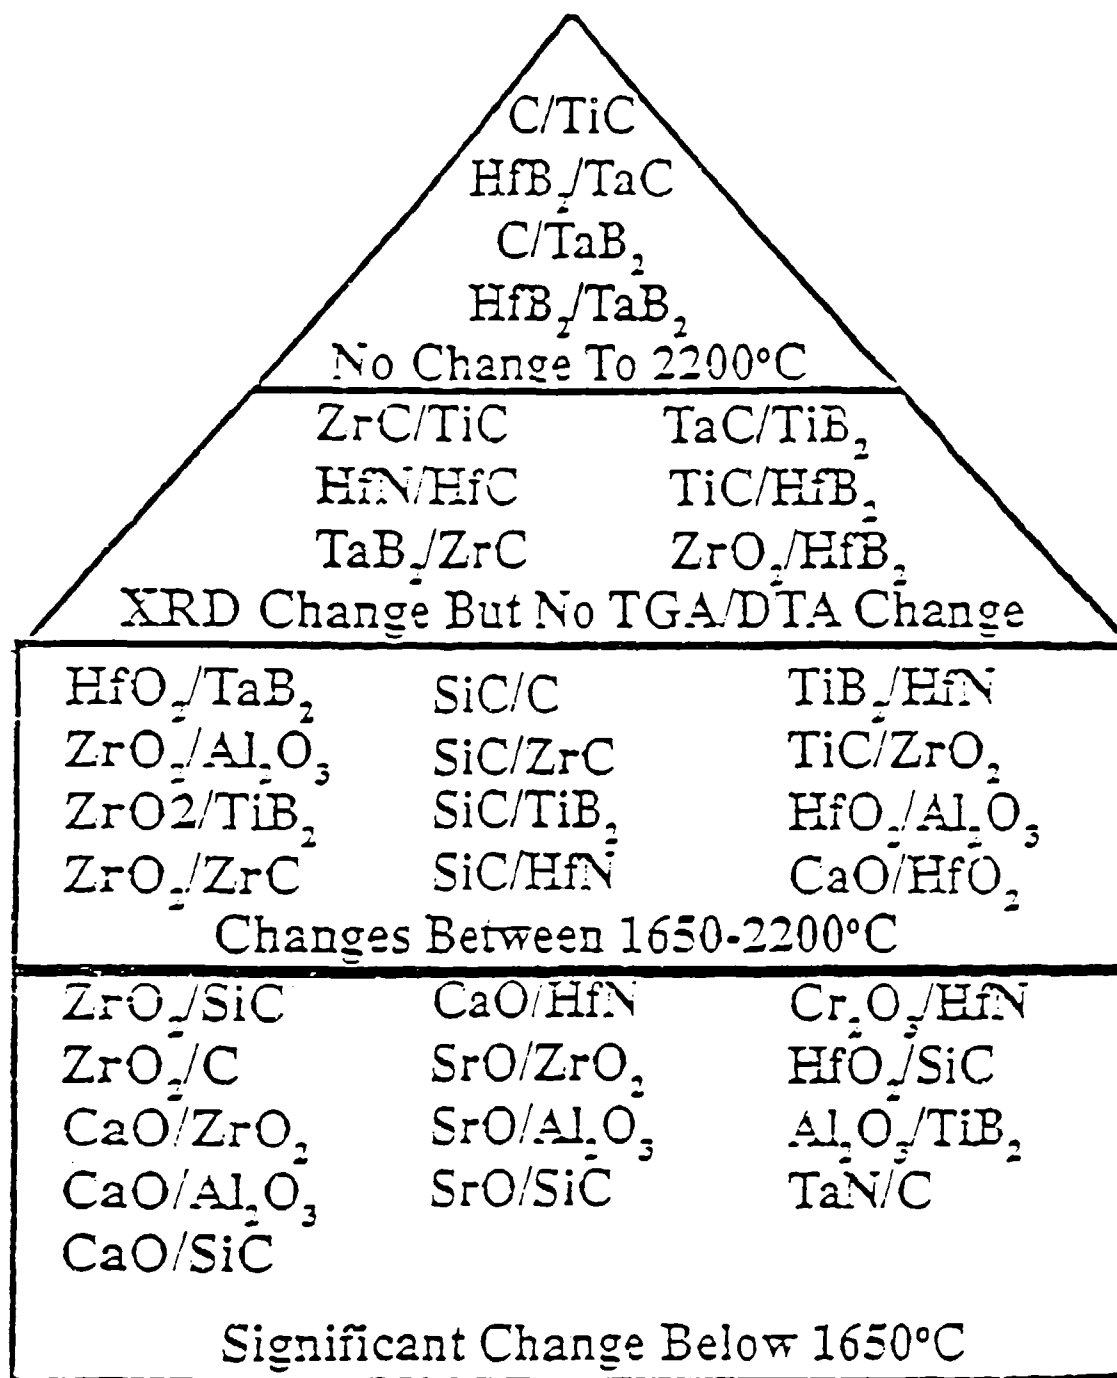 C/TiC
HfB₂/TaC
C/TaB₂
HfB₂/TaB₂
No Change To 2200°C
ZrC/TiC TaC/TiB₂
HfN/HfC TiC/HfB₂
TaB₂/ZrC ZrO₂/HfB₂
XRD Change But No TGA/DTA Change
HfO₂/TaB₂ SiC/C TiB₂/HfN
ZrO₂/Al₂O₃ SiC/ZrC TiC/ZrO₂
ZrO2/TiB₂ SiC/TiB₂ HfO₂/Al₂O₃
ZrO₂/ZrC SiC/HfN CaO/HfO₂
Changes Between 1650-2200°C
ZrO₂/SiC CaO/HfN Cr₂O₃/HfN
ZrO₂/C SrO/ZrO₂ HfO₂/SiC
CaO/ZrO₂ SrO/Al₂O₃ Al₂O₃/TiB₂
CaO/Al₂O₃ SrO/SiC TaN/C
CaO/SiC
Significant Change Below 1650°C